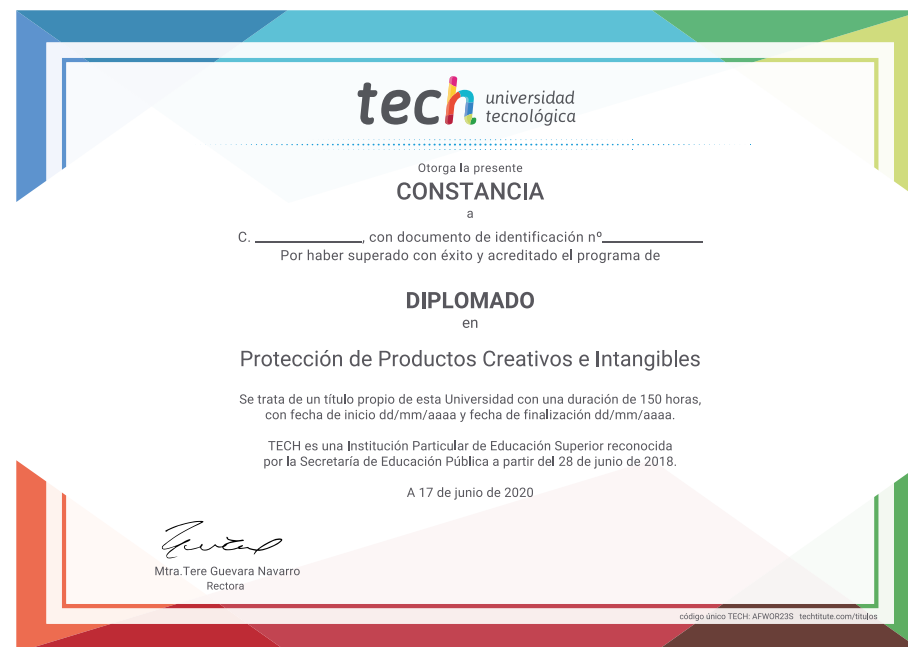 tech universidad
tecnológica
Otorga la presente
CONSTANCIA
a
C. ____________, con documento de identificación nº____________
Por haber superado con éxito y acreditado el programa de
DIPLOMADO
en
Protección de Productos Creativos e Intangibles
Se trata de un título propio de esta Universidad con una duración de 150 horas,
con fecha de inicio dd/mm/aaaa y fecha de finalización dd/mm/aaaa.
TECH es una Institución Particular de Educación Superior reconocida
por la Secretaría de Educación Pública a partir del 28 de junio de 2018.
A 17 de junio de 2020
Mtra.Tere Guevara Navarro
Rectora
código único TECH: AFWOR23S techtitute.com/titulos